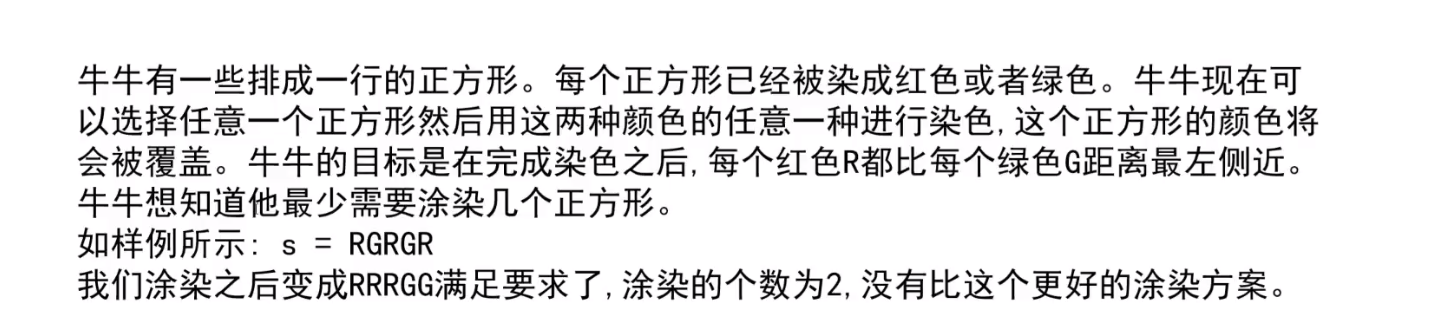 牛牛有一些排成一行的正方形。每个正方形已经被染成红色或者绿色。牛牛现在可
以选择任意一个正方形然后用这两种颜色的任意一种进行染色,这个正方形的颜色将
会被覆盖。牛牛的目标是在完成染色之后,每个红色R都比每个绿色G距离最左侧近。
牛牛想知道他最少需要涂染几个正方形。
如样例所示: s = RGRGR
我们涂染之后变成RRRGG满足要求了,涂染的个数为2,没有比这个更好的涂染方案。